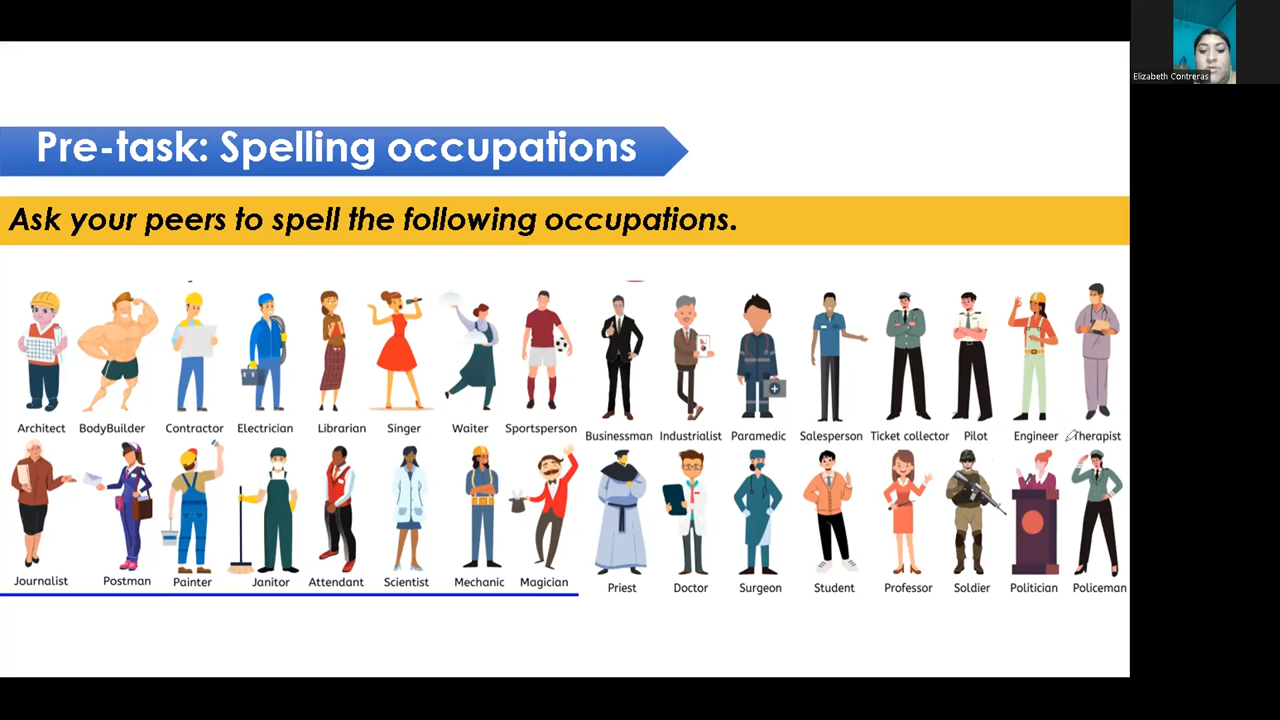 Elizabeth Contreras
Pre-task: Spelling occupations
Ask your peers to spell the following occupations.
Architect BodyBuilder Contractor Electrician Librarian Singer Waiter Sportsperson Businessman Industrialist Paramedic Salesperson Ticket collector Pilot Engineer Therapist
Journalist Postman Painter Janitor Attendant Scientist Mechanic Magician Priest Doctor Surgeon Student Professor Soldier Politician Policeman